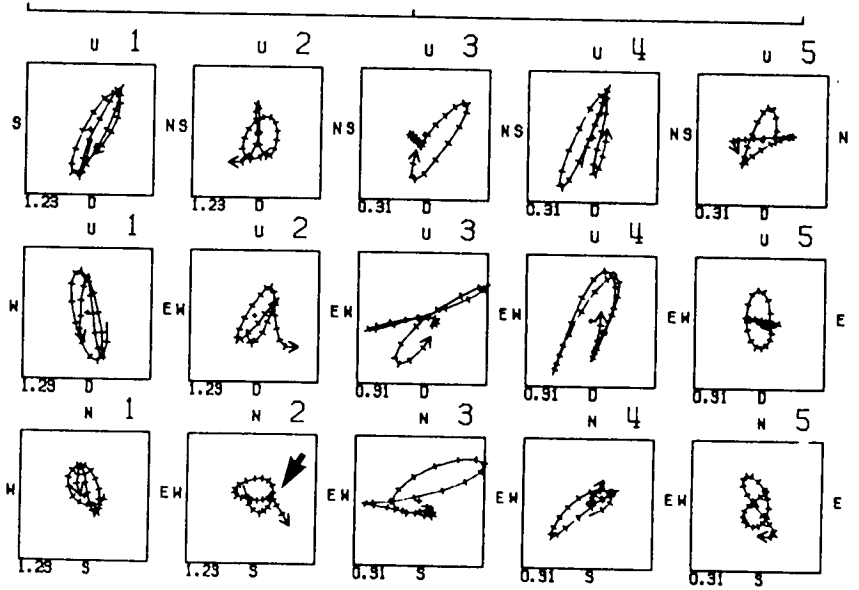 U 1 U 2 U 3 U 4 U 5
S NS NS NS NS N
1.23 D 1.23 D 0.31 D 0.31 D 0.31 D
U 1 U 2 U 3 U 4 U 5
W EW EW EW EW E
1.23 D 1.23 D 0.31 D 0.31 D 0.31 D
N 1 N 2 N 3 N 4 N 5
W EW EW EW EW E
1.23 S 1.23 S 0.31 S 0.31 S 0.31 S